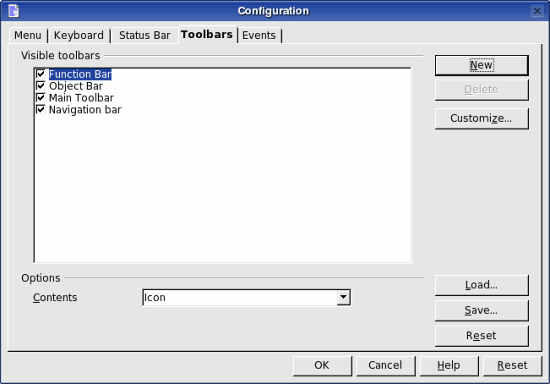 Configuration
Menu Keyboard Status Bar Toolbars Events
Visible toolbars
Function Bar
Object Bar
Main Toolbar
Navigation bar
New
Delete
Customize...
Options
Contents Icon
Load...
Save...
Reset
OK Cancel Help Reset